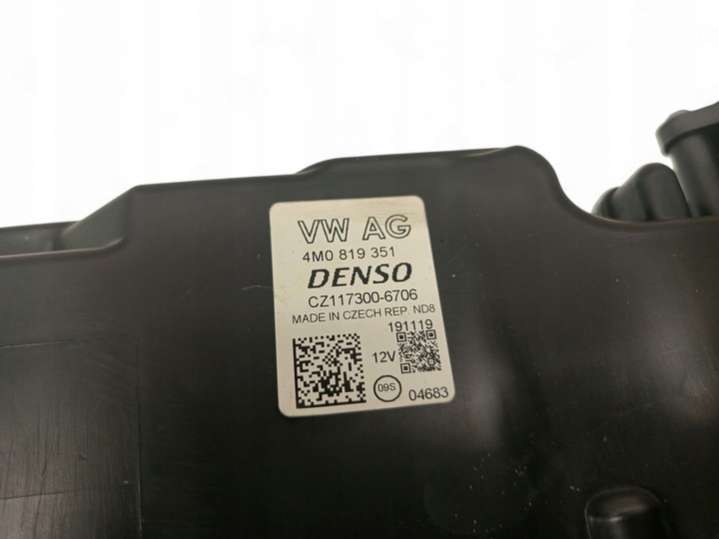 VW AG
4M0 819 351
DENSO
CZ117300-6706
MADE IN CZECH REP. ND8
191119
12V
09S
04683